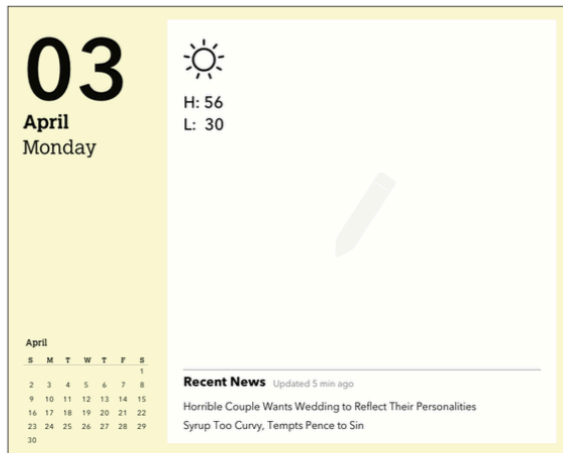 03
April
Monday
H: 56
L: 30
April
S M T W T F S
1
2 3 4 5 6 7 8
9 10 11 12 13 14 15
16 17 18 19 20 21 22
23 24 25 26 27 28 29
30
Recent News Updated 5 min ago
Horrible Couple Wants Wedding to Reflect Their Personalities
Syrup Too Curvy, Tempts Pence to Sin